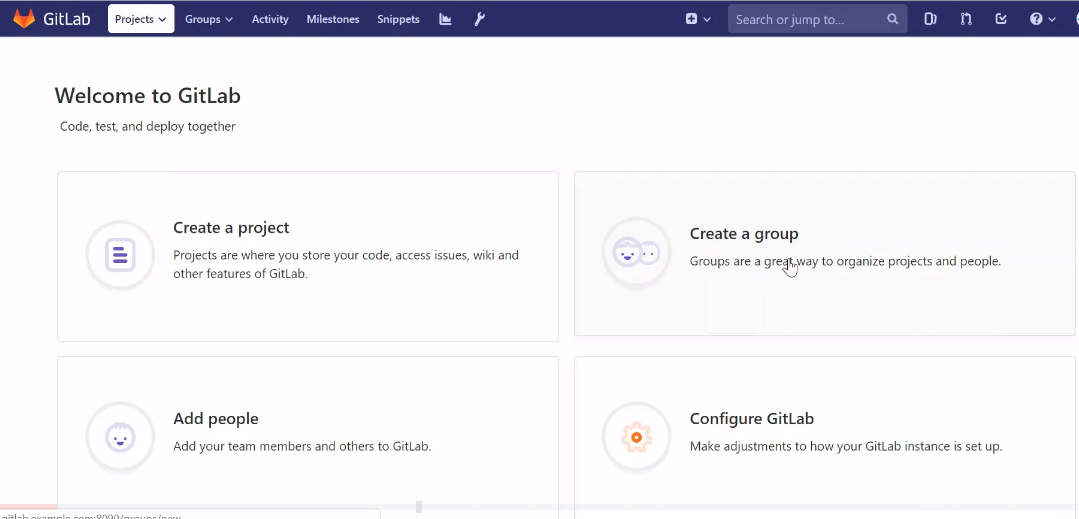 GitLab Projects Groups Activity Milestones Snippets Search or jump to...
Welcome to GitLab
Code, test, and deploy together
Create a project
Projects are where you store your code, access issues, wiki and
other features of GitLab.
Create a group
Groups are a great way to organize projects and people.
Add people
Add your team members and others to GitLab.
Configure GitLab
Make adjustments to how your GitLab instance is set up.
gitlab.example.com:8090/groups/new